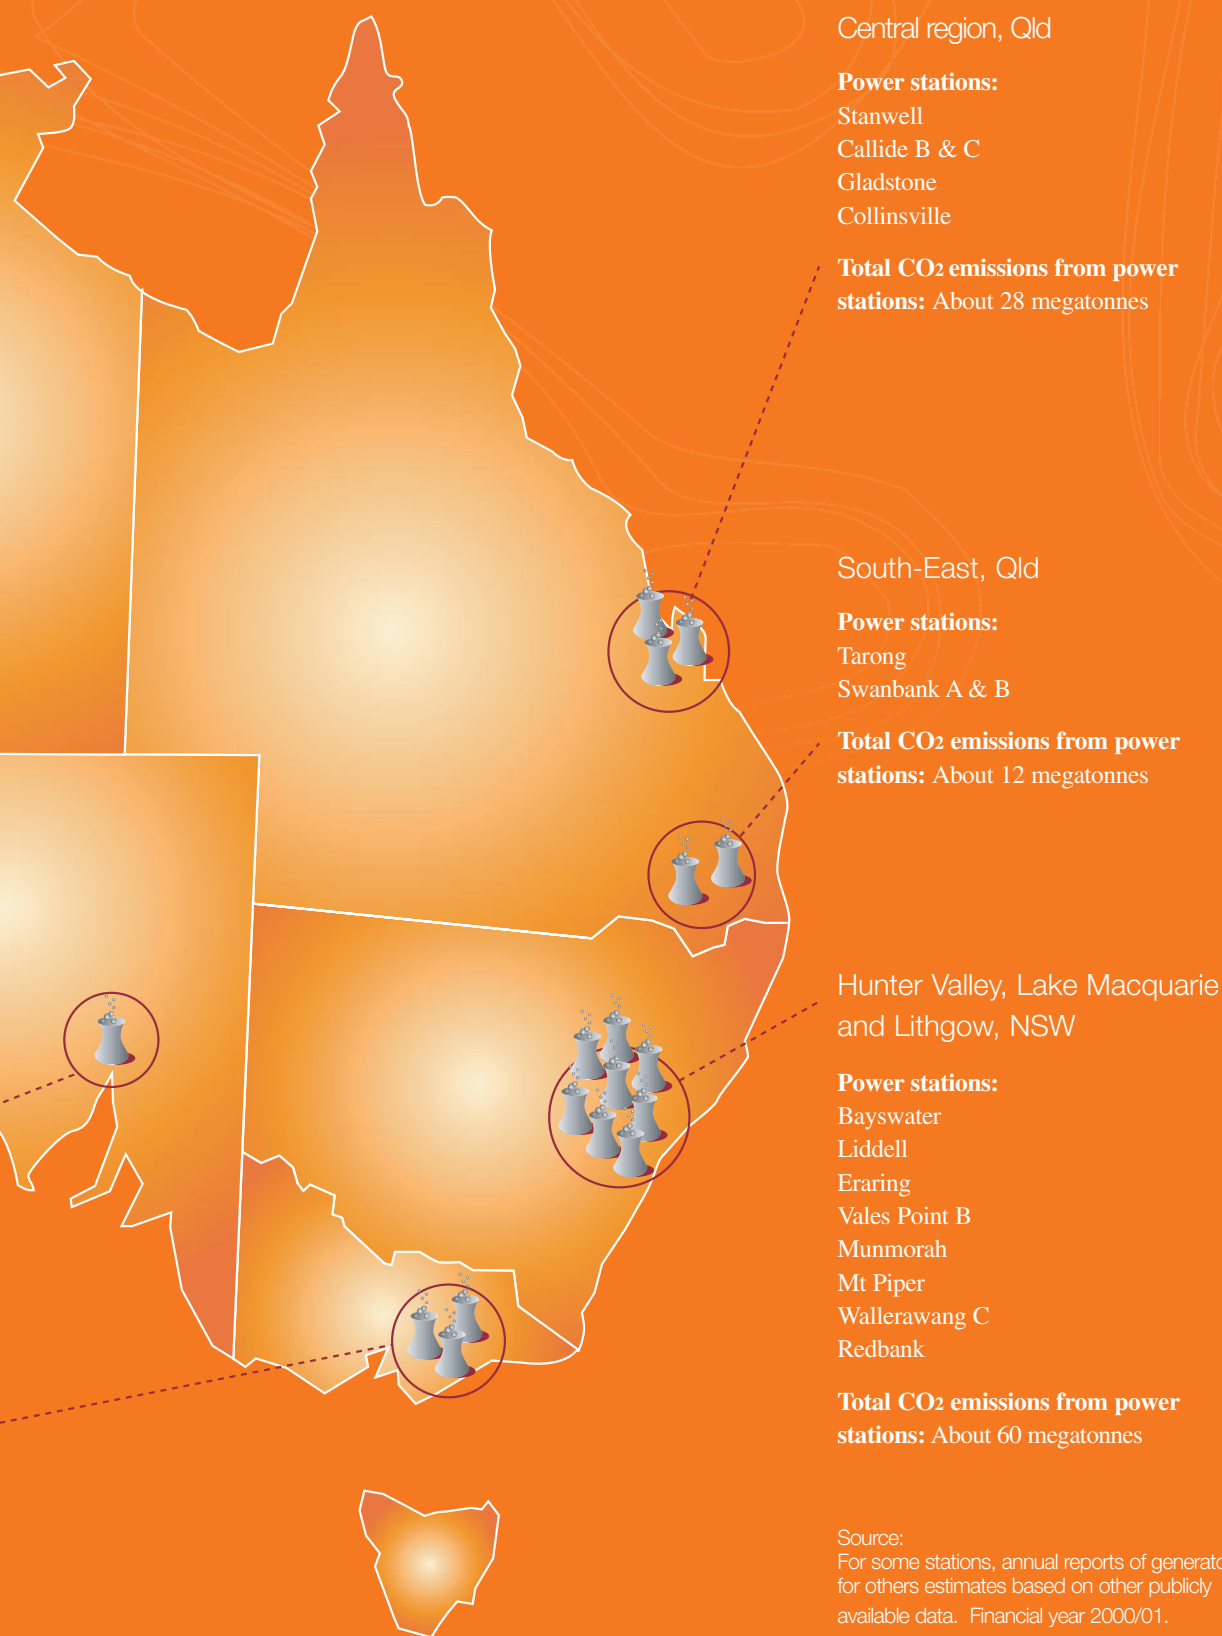 Central region, Qld
Power stations:
Stanwell
Callide B & C
Gladstone
Collinsville
Total CO2 emissions from power
stations: About 28 megatonnes
South-East, Qld
Power stations:
Tarong
Swanbank A & B
Total CO2 emissions from power
stations: About 12 megatonnes
Hunter Valley, Lake Macquarie
and Lithgow, NSW
Power stations:
Bayswater
Liddell
Eraring
Vales Point B
Munmorah
Mt Piper
Wallerawang C
Redbank
Total CO2 emissions from power
stations: About 60 megatonnes
Source:
For some stations, annual reports of
for others estimates based on other publicly
available data. Financial year 2000/01.